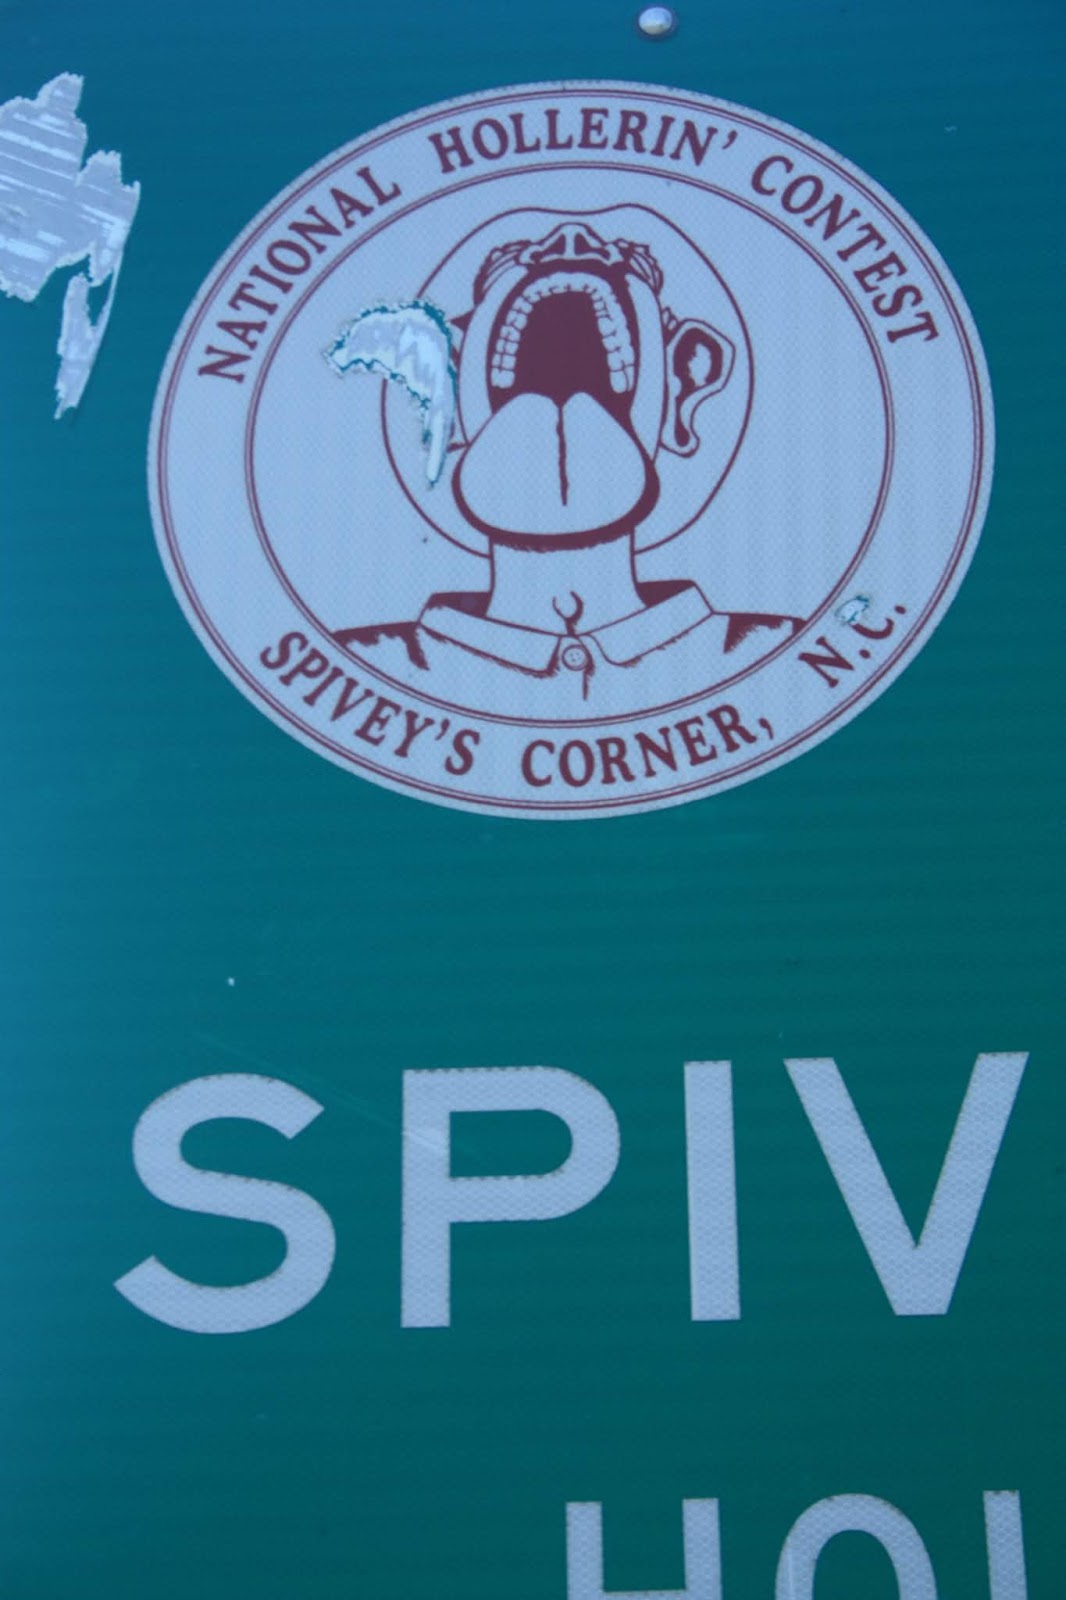 NATIONAL HOLLERIN' CONTEST
SPIVEY'S CORNER, N.C.
SPIV